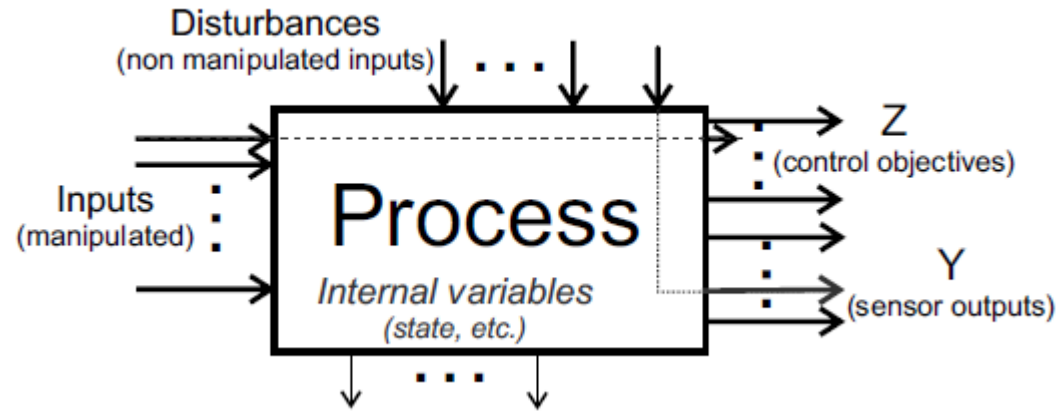 Disturbances
(non manipulated inputs)
Z
(control objectives)
Inputs
(manipulated)
Process
Internal variables
(state, etc.)
Y
(sensor outputs)